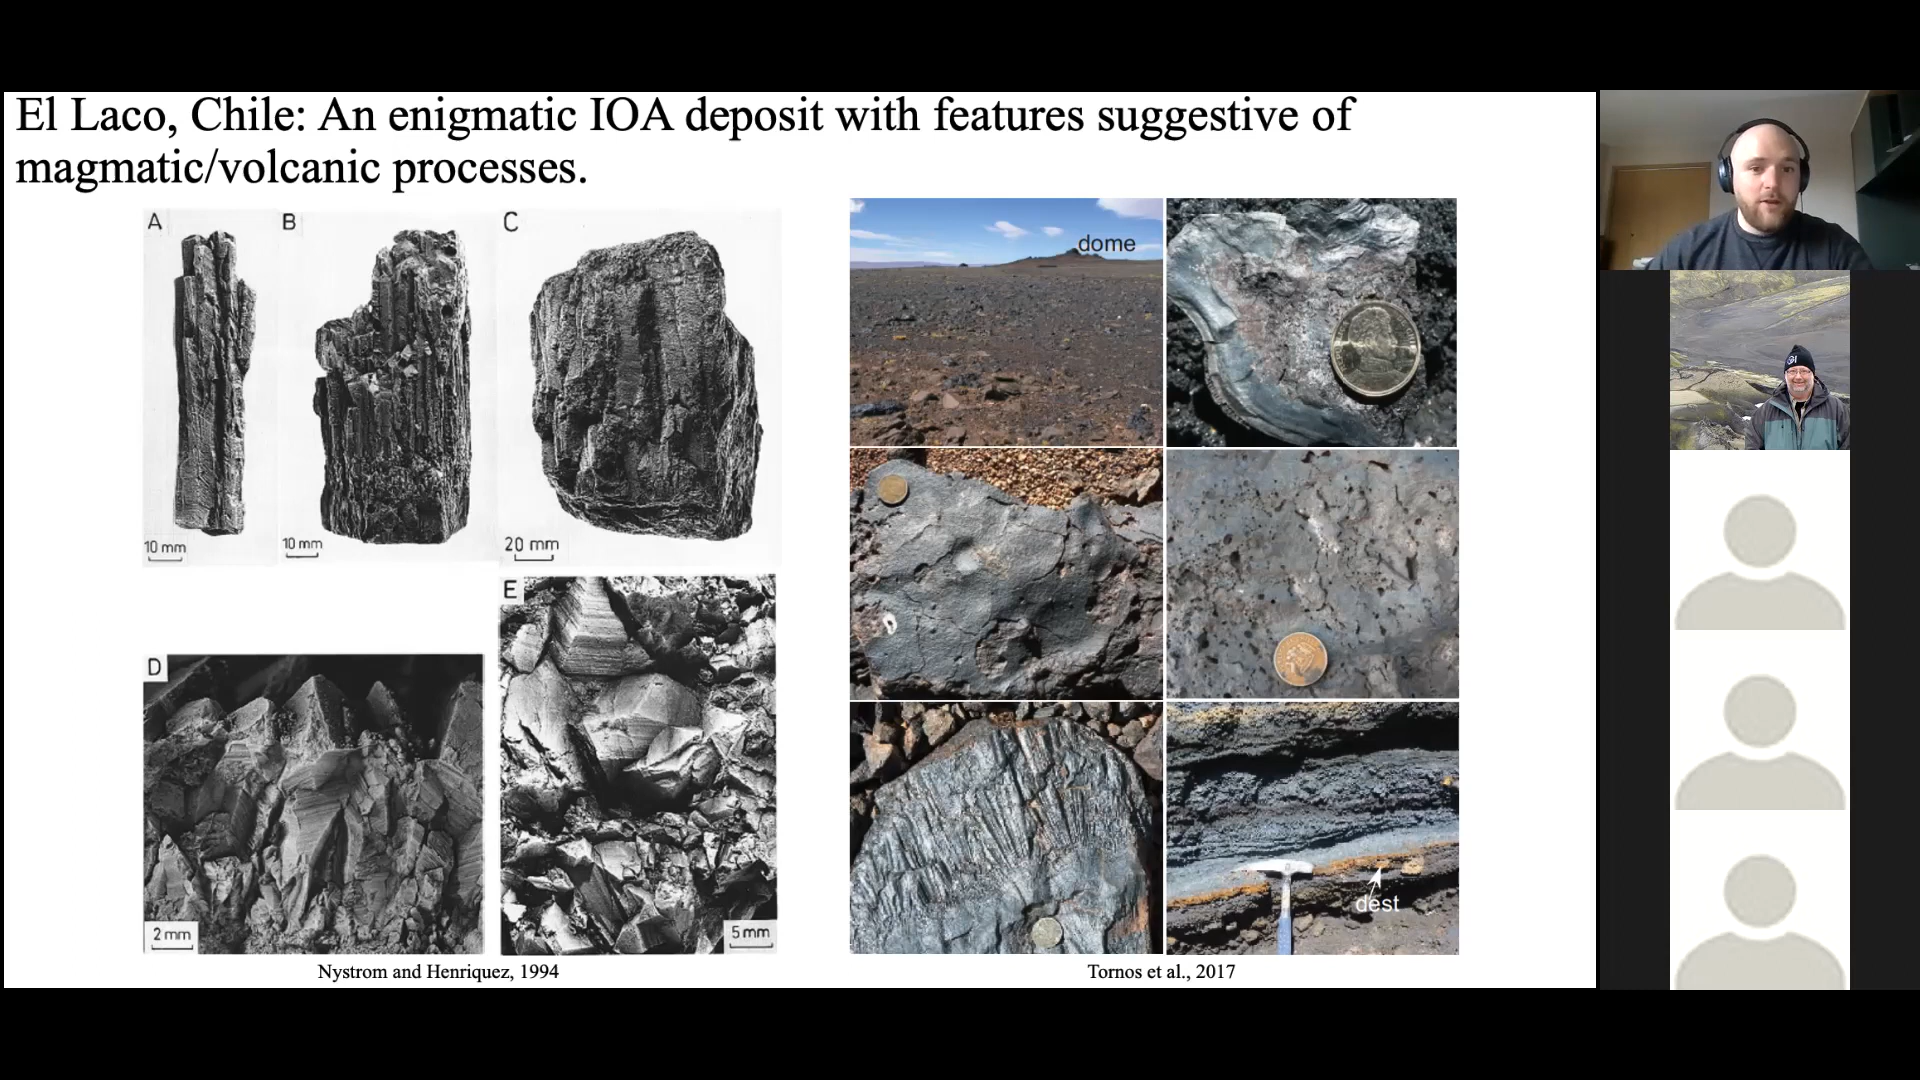 El Laco, Chile: An enigmatic IOA deposit with features suggestive of
magmatic/volcanic processes.
A
B
C
10 mm
10 mm
20 mm
D
E
2 mm
5 mm
Nystrom and Henriquez, 1994
dome
dest
Tornos et al., 2017